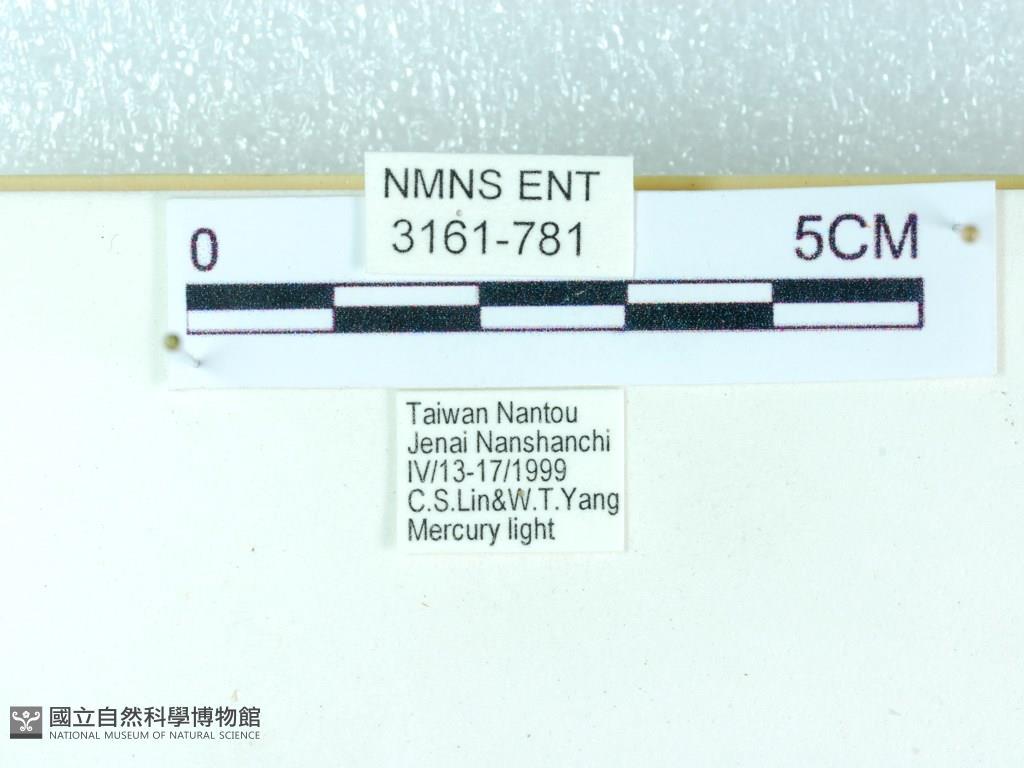 NMNS ENT
3161-781
0 5CM
Taiwan Nantou
Jenai Nanshanchi
IV/13-17/1999
C.S.Lin&W.T.Yang
Mercury light
國立自然科學博物館
NATIONAL MUSEUM OF NATURAL SCIENCE